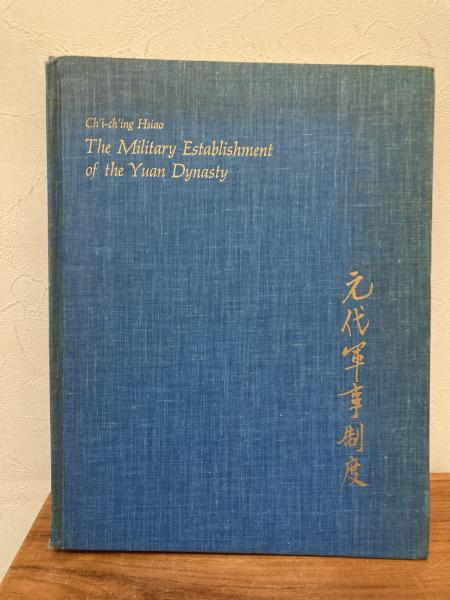 Ch'i-ch'ing Hsiao
The Military Establishment
of the Yuan Dynasty
元代軍事制度